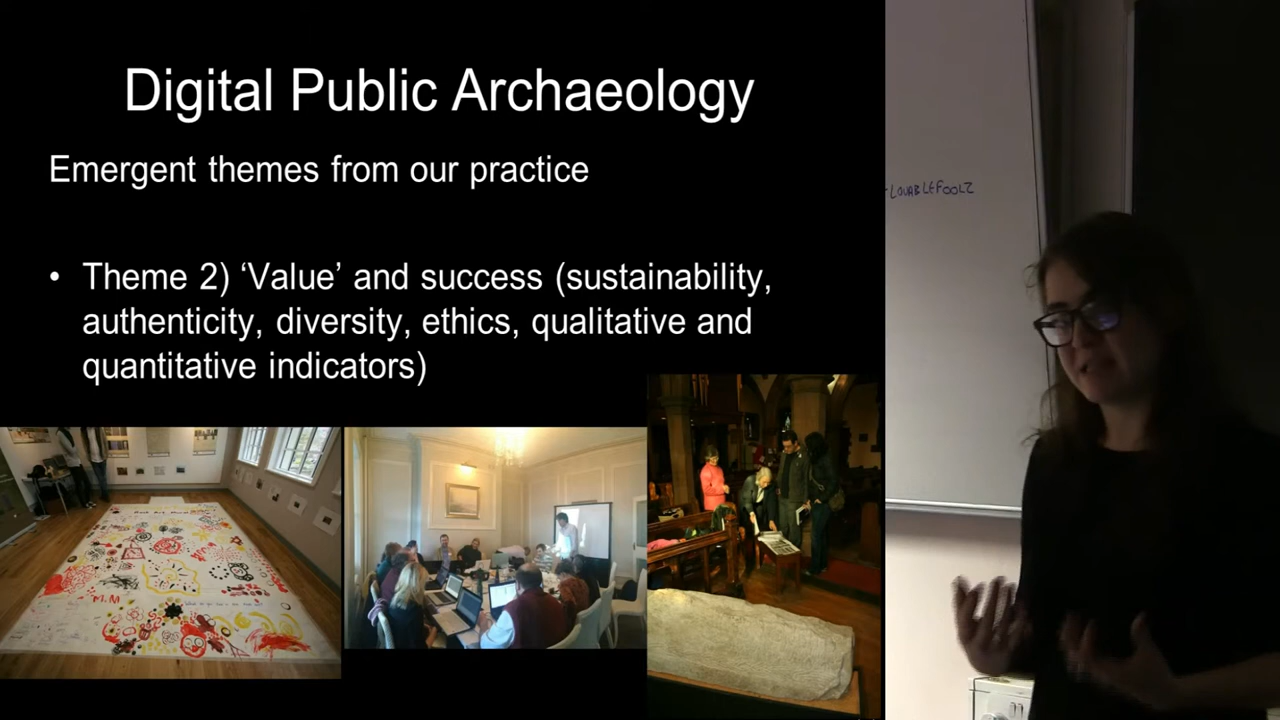 Digital Public Archaeology
Emergent themes from our practice
• Theme 2) ‘Value’ and success (sustainability,
authenticity, diversity, ethics, qualitative and
quantitative indicators)
LOVABLEFOOLZ
M.M